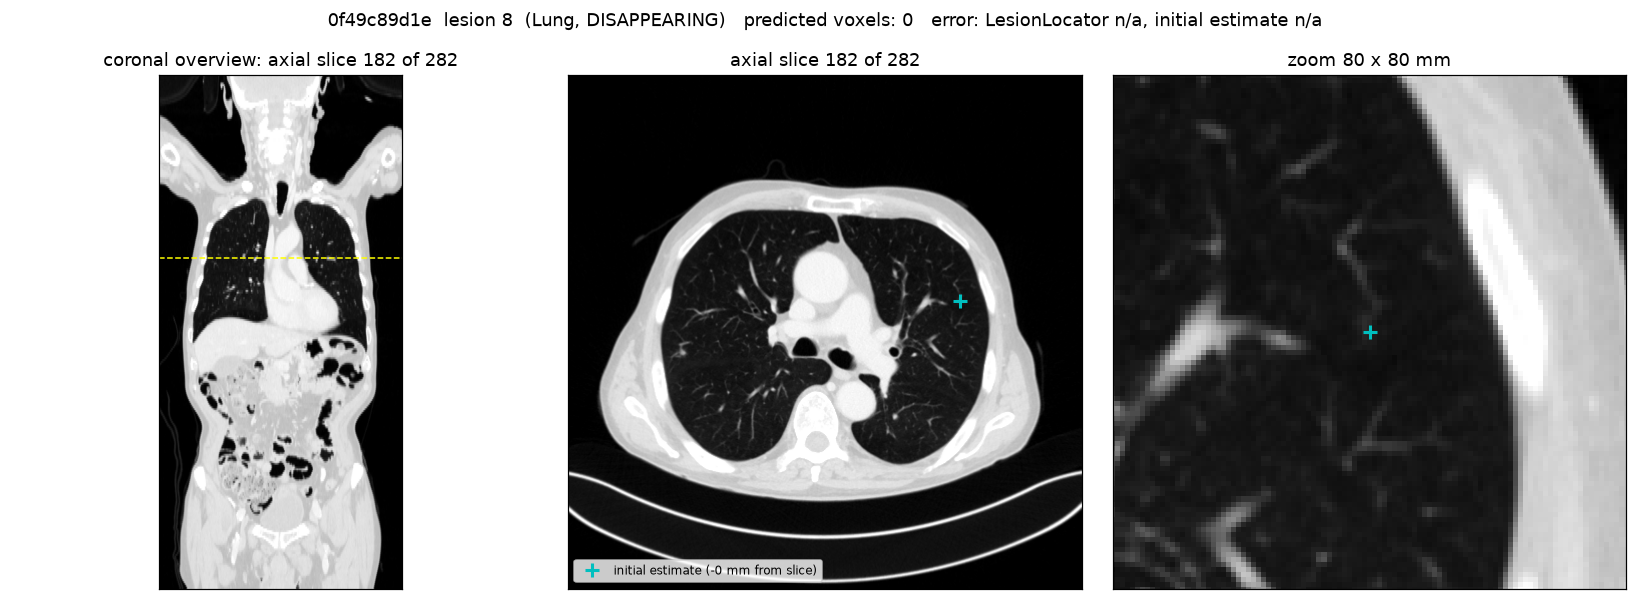 0f49c89d1e  lesion 8  (Lung, DISAPPEARING)   predicted voxels: 0   error: LesionLocator n/a, initial estimate n/a
coronal overview: axial slice 182 of 282
axial slice 182 of 282
zoom 80 x 80 mm
initial estimate (-0 mm from slice)